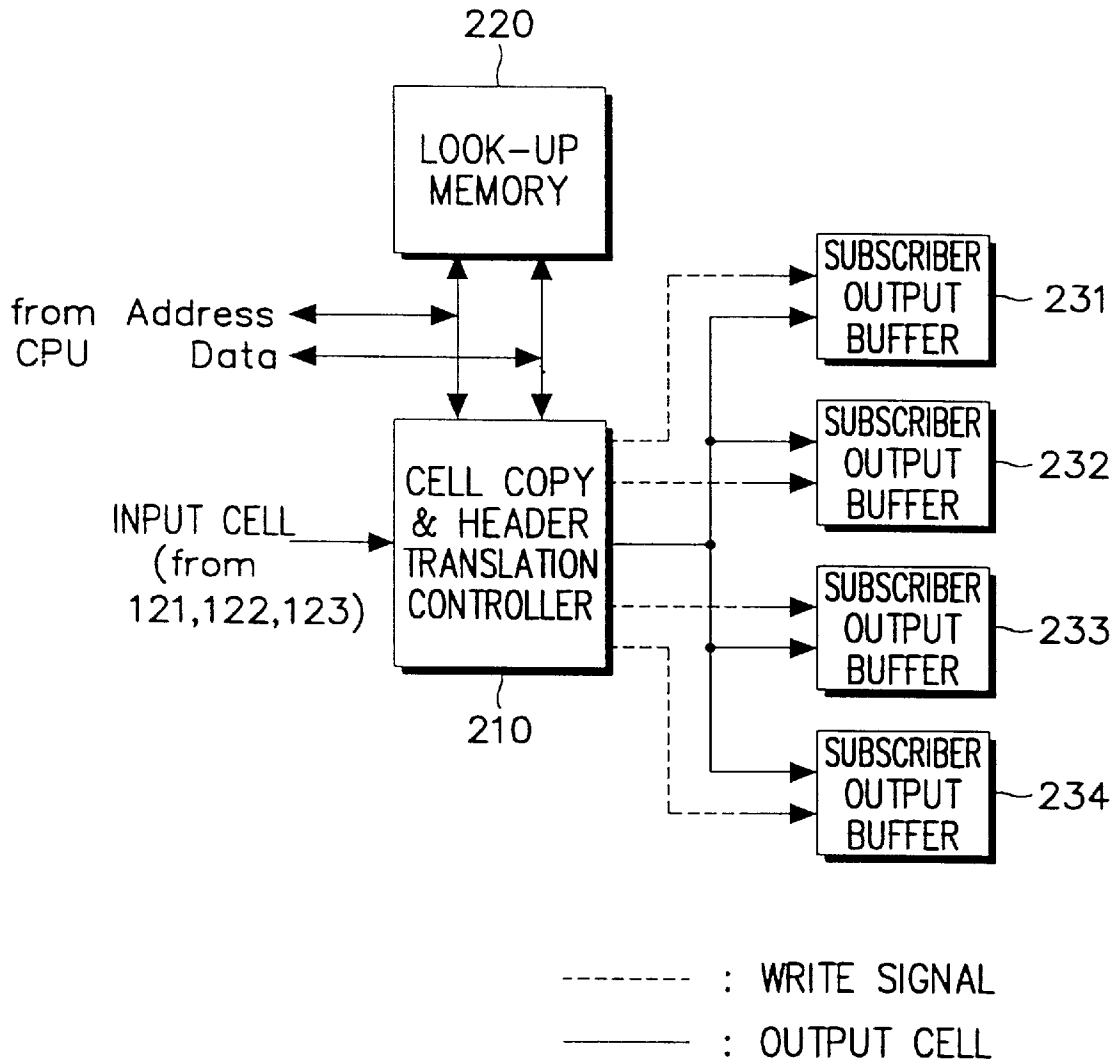 220
LOOK-UP
MEMORY
from Address
CPU Data
SUBSCRIBER
OUTPUT
BUFFER
231
SUBSCRIBER
OUTPUT
BUFFER
232
INPUT CELL
(from
121,122,123)
CELL COPY
& HEADER
TRANSLATION
CONTROLLER
210
SUBSCRIBER
OUTPUT
BUFFER
233
SUBSCRIBER
OUTPUT
BUFFER
234
: WRITE SIGNAL
: OUTPUT CELL